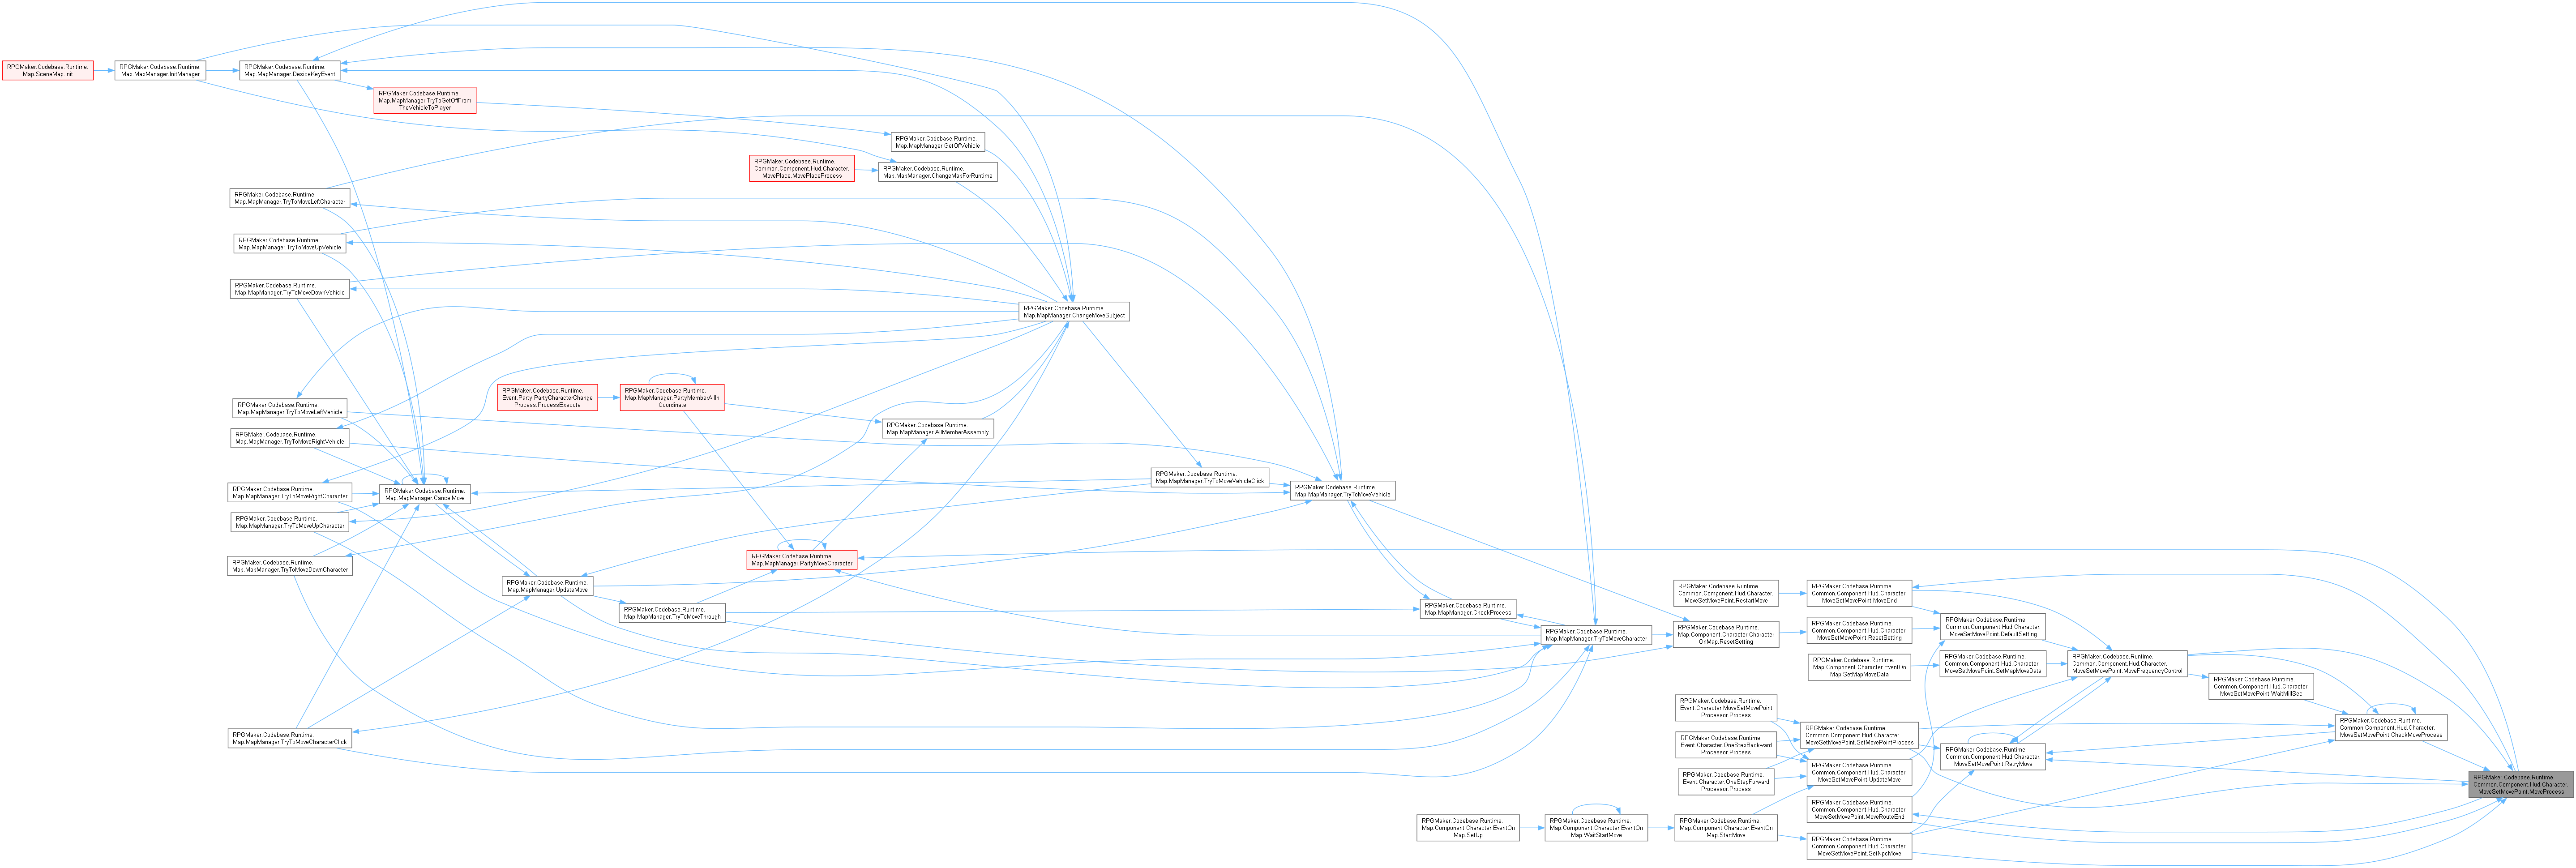 RPGMaker.Codebase.Runtime.
Map.SceneMap.Init
RPGMaker.Codebase.Runtime.
Map.MapManager.InitManager
RPGMaker.Codebase.Runtime.
Map.MapManager.DesiceKeyEvent
RPGMaker.Codebase.Runtime.
Map.MapManager.TryToGetOffFrom
TheVehicleToPlayer
RPGMaker.Codebase.Runtime.
Map.MapManager.GetOffVehicle
RPGMaker.Codebase.Runtime.
Common.Component.Hud.Character.
MovePlace.MovePlaceProcess
RPGMaker.Codebase.Runtime.
Map.MapManager.ChangeMapForRuntime
RPGMaker.Codebase.Runtime.
Map.MapManager.TryToMoveLeftCharacter
RPGMaker.Codebase.Runtime.
Map.MapManager.TryToMoveUpVehicle
RPGMaker.Codebase.Runtime.
Map.MapManager.TryToMoveDownVehicle
RPGMaker.Codebase.Runtime.
Map.MapManager.ChangeMoveSubject
RPGMaker.Codebase.Runtime.
Event.Party.PartyCharacterChange
Process.ProcessExecute
RPGMaker.Codebase.Runtime.
Map.MapManager.PartyMemberAllIn
Coordinate
RPGMaker.Codebase.Runtime.
Map.MapManager.TryToMoveLeftVehicle
RPGMaker.Codebase.Runtime.
Map.MapManager.AllMemberAssembly
RPGMaker.Codebase.Runtime.
Map.MapManager.TryToMoveRightVehicle
RPGMaker.Codebase.Runtime.
Map.MapManager.TryToMoveVehicleClick
RPGMaker.Codebase.Runtime.
Map.MapManager.TryToMoveVehicle
RPGMaker.Codebase.Runtime.
Map.MapManager.TryToMoveRightCharacter
RPGMaker.Codebase.Runtime.
Map.MapManager.CancelMove
RPGMaker.Codebase.Runtime.
Map.MapManager.TryToMoveUpCharacter
RPGMaker.Codebase.Runtime.
Map.MapManager.PartyMoveCharacter
RPGMaker.Codebase.Runtime.
Map.MapManager.TryToMoveDownCharacter
RPGMaker.Codebase.Runtime.
Map.MapManager.UpdateMove
RPGMaker.Codebase.Runtime.
Map.MapManager.TryToMoveThrough
RPGMaker.Codebase.Runtime.
Map.MapManager.CheckProcess
RPGMaker.Codebase.Runtime.
Map.MapManager.TryToMoveCharacter
RPGMaker.Codebase.Runtime.
Common.Component.Hud.Character.
MoveSetMovePoint.RestartMove
RPGMaker.Codebase.Runtime.
Common.Component.Hud.Character.
MoveSetMovePoint.MoveEnd
RPGMaker.Codebase.Runtime.
Map.Component.Character.Character
OnMap.ResetSetting
RPGMaker.Codebase.Runtime.
Common.Component.Hud.Character.
MoveSetMovePoint.ResetSetting
RPGMaker.Codebase.Runtime.
Common.Component.Hud.Character.
MoveSetMovePoint.DefaultSetting
RPGMaker.Codebase.Runtime.
Map.Component.Character.EventOn
Map.SetMapMoveData
RPGMaker.Codebase.Runtime.
Common.Component.Hud.Character.
MoveSetMovePoint.SetMapMoveData
RPGMaker.Codebase.Runtime.
Common.Component.Hud.Character.
MoveSetMovePoint.MoveFrequencyControl
RPGMaker.Codebase.Runtime.
Common.Component.Hud.Character.
MoveSetMovePoint.WaitMillSec
RPGMaker.Codebase.Runtime.
Event.Character.MoveSetMovePoint
Processor.Process
RPGMaker.Codebase.Runtime.
Event.Character.OneStepBackward
Processor.Process
RPGMaker.Codebase.Runtime.
Common.Component.Hud.Character.
MoveSetMovePoint.SetMovePointProcess
RPGMaker.Codebase.Runtime.
Common.Component.Hud.Character.
MoveSetMovePoint.CheckMoveProcess
RPGMaker.Codebase.Runtime.
Map.MapManager.TryToMoveCharacterClick
RPGMaker.Codebase.Runtime.
Common.Component.Hud.Character.
MoveSetMovePoint.RetryMove
RPGMaker.Codebase.Runtime.
Event.Character.OneStepForward
Processor.Process
RPGMaker.Codebase.Runtime.
Common.Component.Hud.Character.
MoveSetMovePoint.UpdateMove
RPGMaker.Codebase.Runtime.
Common.Component.Hud.Character.
MoveSetMovePoint.MoveProcess
RPGMaker.Codebase.Runtime.
Common.Component.Hud.Character.
MoveSetMovePoint.MoveRouteEnd
RPGMaker.Codebase.Runtime.
Map.Component.Character.EventOn
Map.SetUp
RPGMaker.Codebase.Runtime.
Map.Component.Character.EventOn
Map.WaitStartMove
RPGMaker.Codebase.Runtime.
Map.Component.Character.EventOn
Map.StartMove
RPGMaker.Codebase.Runtime.
Common.Component.Hud.Character.
MoveSetMovePoint.SetNpcMove